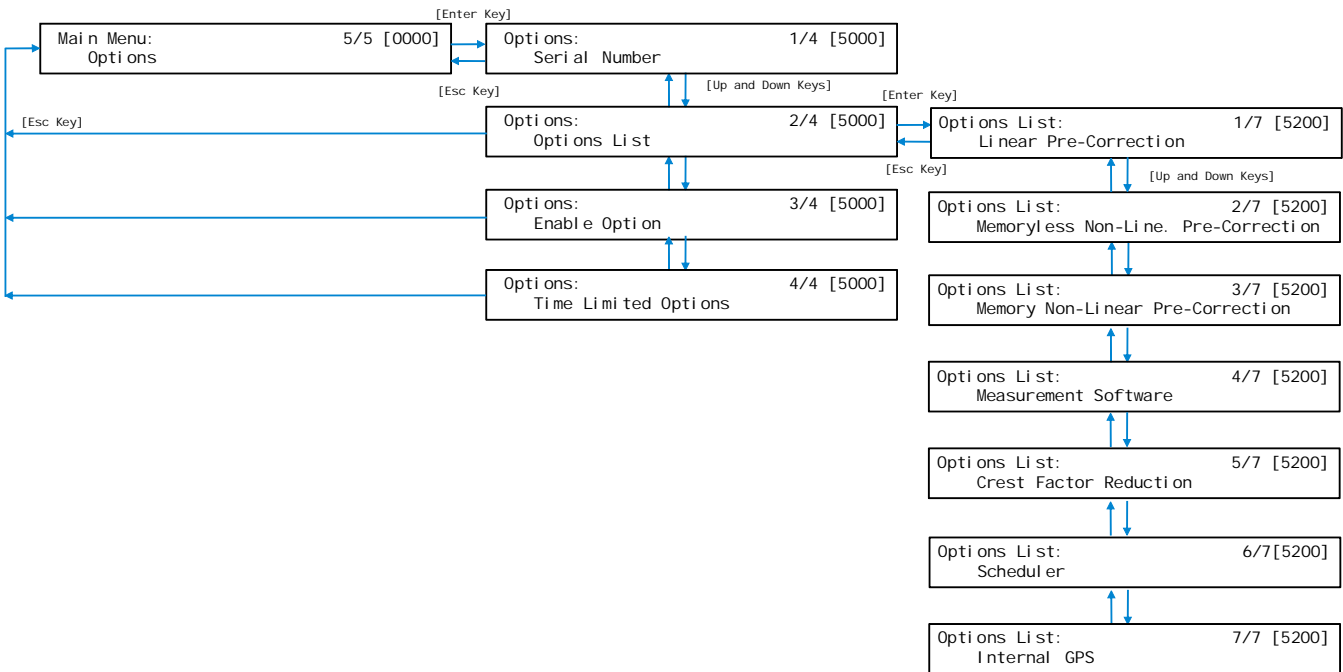 [Enter Key]
Main Menu: 5/5 [0000]
Options
Options: 1/4 [5000]
Serial Number
[Esc Key]
[Up and Down Keys]
[Enter Key]
[Esc Key]
Options: 2/4 [5000]
Options List
Options List: 1/7 [5200]
Linear Pre-Correction
[Esc Key]
[Up and Down Keys]
Options: 3/4 [5000]
Enable Option
Options List: 2/7 [5200]
Memoryless Non-Line. Pre-Correction
Options: 4/4 [5000]
Time Limited Options
Options List: 3/7 [5200]
Memory Non-Linear Pre-Correction
Options List: 4/7 [5200]
Measurement Software
Options List: 5/7 [5200]
Crest Factor Reduction
Options List: 6/7[5200]
Scheduler
Options List: 7/7 [5200]
Internal GPS